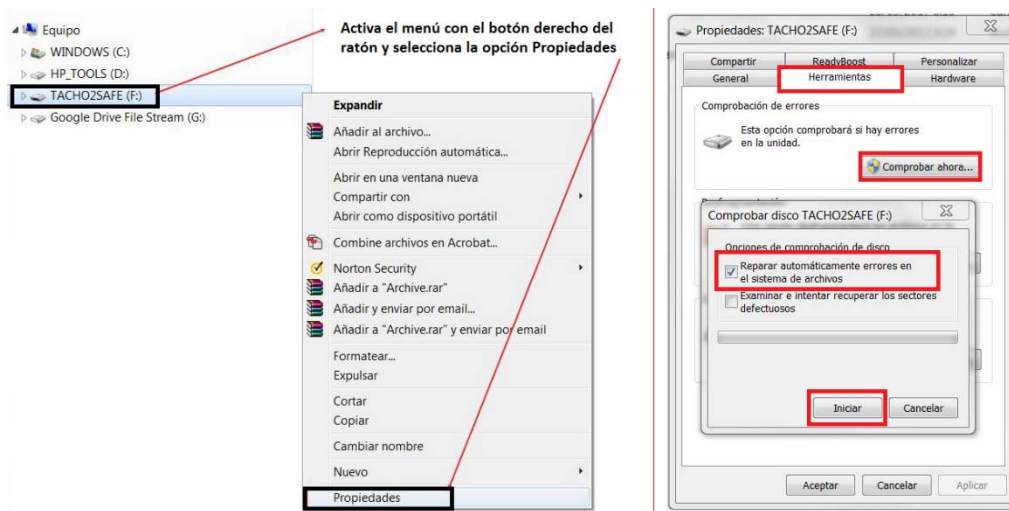 Activa el menú con el botón derecho del
ratón y selecciona la opción Propiedades
Equipo
WINDOWS (C:)
HP_TOOLS (D:)
TACHO2SAFE (F:)
Google Drive File Stream (G:)
Expandir
Añadir al archivo...
Abrir Reproducción automática...
Abrir en una ventana nueva
Compartir con
Abrir como dispositivo portátil
Combine archivos en Acrobat...
Norton Security
Añadir a "Archive.rar"
Añadir y enviar por email...
Añadir a "Archive.rar" y enviar por email
Formatear...
Expulsar
Cortar
Copiar
Cambiar nombre
Nuevo
Propiedades
Propiedades: TACHO2SAFE (F:)
Compartir ReadyBoost Personalizar
General Herramientas Hardware
Comprobación de errores
Esta opción comprobará si hay errores
en la unidad.
Comprobar ahora...
Comprobar disco TACHO2SAFE (F:)
Opciones de comprobación de disco
Reparar automáticamente errores en
el sistema de archivos
Examinar e intentar recuperar los sectores
defectuosos
Iniciar Cancelar
Aceptar Cancelar Aplicar